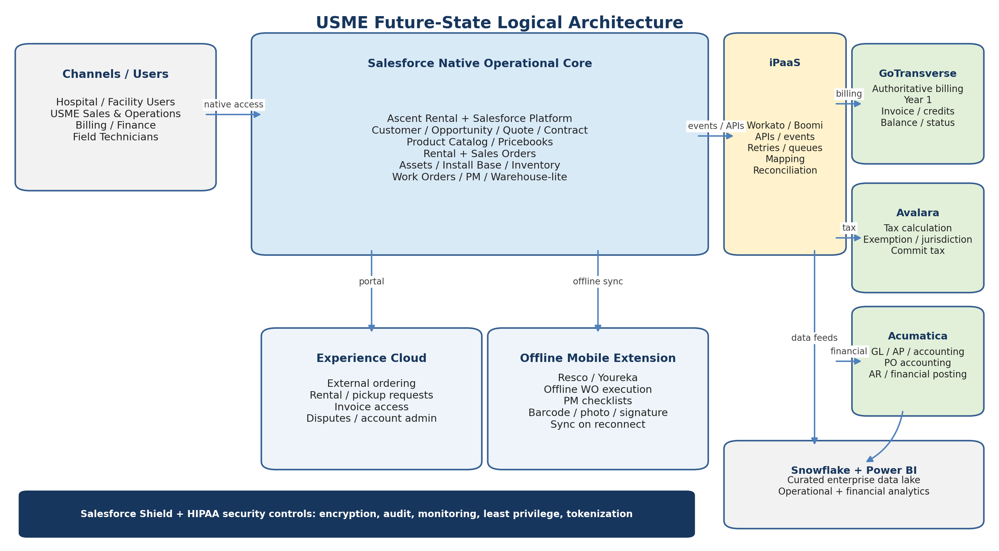 USME Future-State Logical Architecture
Channels / Users
Hospital / Facility Users
USME Sales & Operations
Billing / Finance
Field Technicians
native access
Salesforce Native Operational Core
Ascent Rental + Salesforce Platform
Customer / Opportunity / Quote / Contract
Product Catalog / Pricebooks
Rental + Sales Orders
Assets / Install Base / Inventory
Work Orders / PM / Warehouse-lite
events / APIs
iPaaS
Workato / Boomi
APIs / events
Retries / queues
Mapping
Reconciliation
billing
GoTransverse
Authoritative billing
Year 1
Invoice / credits
Balance / status
tax
Avalara
Tax calculation
Exemption / jurisdiction
Commit tax
portal
offline sync
data feeds
financial
Acumatica
GL / AP / accounting
PO accounting
AR / financial posting
Experience Cloud
External ordering
Rental / pickup requests
Invoice access
Disputes / account admin
Offline Mobile Extension
Resco / Youreka
Offline WO execution
PM checklists
Barcode / photo / signature
Sync on reconnect
Snowflake + Power BI
Curated enterprise data lake
Operational + financial analytics
Salesforce Shield + HIPAA security controls: encryption, audit, monitoring, least privilege, tokenization